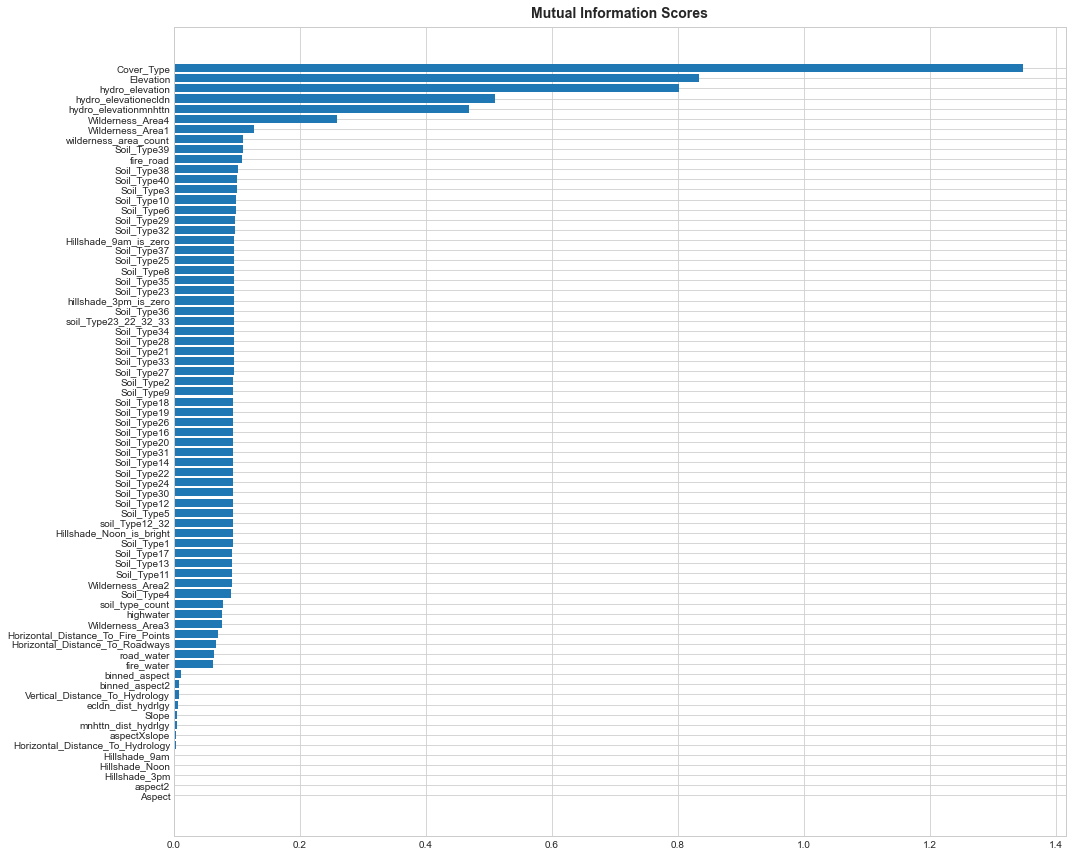 Mutual Information Scores
Cover_Type
Elevation
hydro_elevation
hydro_elevationecldn
hydro_elevationmnhttn
Wilderness_Area4
Wilderness_Area1
wilderness_area_count
Soil_Type39
fire_road
Soil_Type38
Soil_Type40
Soil_Type3
Soil_Type10
Soil_Type6
Soil_Type29
Soil_Type32
Hillshade_9am_is_zero
Soil_Type37
Soil_Type25
Soil_Type8
Soil_Type35
Soil_Type23
hillshade_3pm_is_zero
Soil_Type36
soil_Type23_22_32_33
Soil_Type34
Soil_Type28
Soil_Type21
Soil_Type33
Soil_Type27
Soil_Type2
Soil_Type9
Soil_Type18
Soil_Type19
Soil_Type26
Soil_Type16
Soil_Type20
Soil_Type31
Soil_Type14
Soil_Type22
Soil_Type24
Soil_Type30
Soil_Type12
Soil_Type5
soil_Type12_32
Hillshade_Noon_is_bright
Soil_Type1
Soil_Type17
Soil_Type13
Soil_Type11
Wilderness_Area2
Soil_Type4
soil_type_count
highwater
Wilderness_Area3
Horizontal_Distance_To_Fire_Points
Horizontal_Distance_To_Roadways
road_water
fire_water
binned_aspect
binned_aspect2
Vertical_Distance_To_Hydrology
ecldn_dist_hydrlgy
Slope
mnhttn_dist_hydrlgy
aspectXslope
Horizontal_Distance_To_Hydrology
Hillshade_9am
Hillshade_Noon
Hillshade_3pm
aspect2
Aspect
0.0 0.2 0.4 0.6 0.8 1.0 1.2 1.4